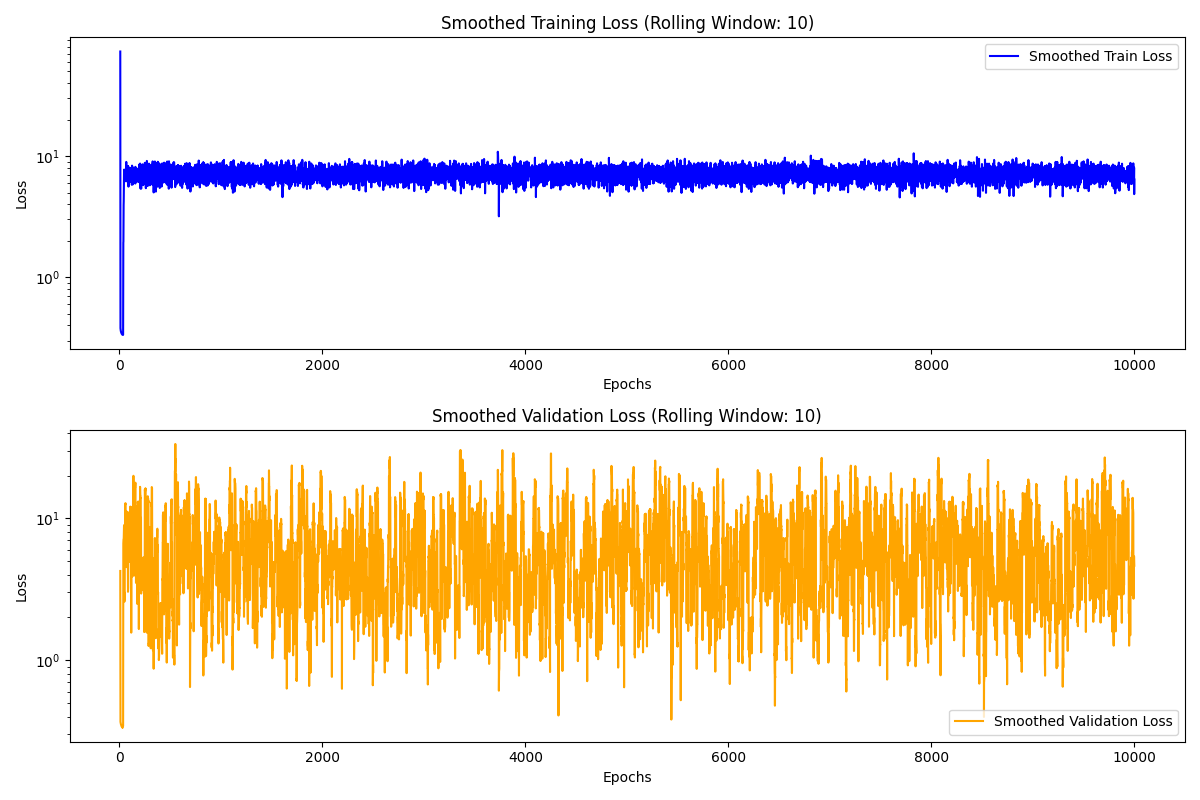 Smoothed Training Loss (Rolling Window: 10)
Smoothed Train Loss
Loss
10^1
10^0
0 2000 4000 6000 8000 10000
Epochs
Smoothed Validation Loss (Rolling Window: 10)
Loss
10^1
10^0
Smoothed Validation Loss
0 2000 4000 6000 8000 10000
Epochs